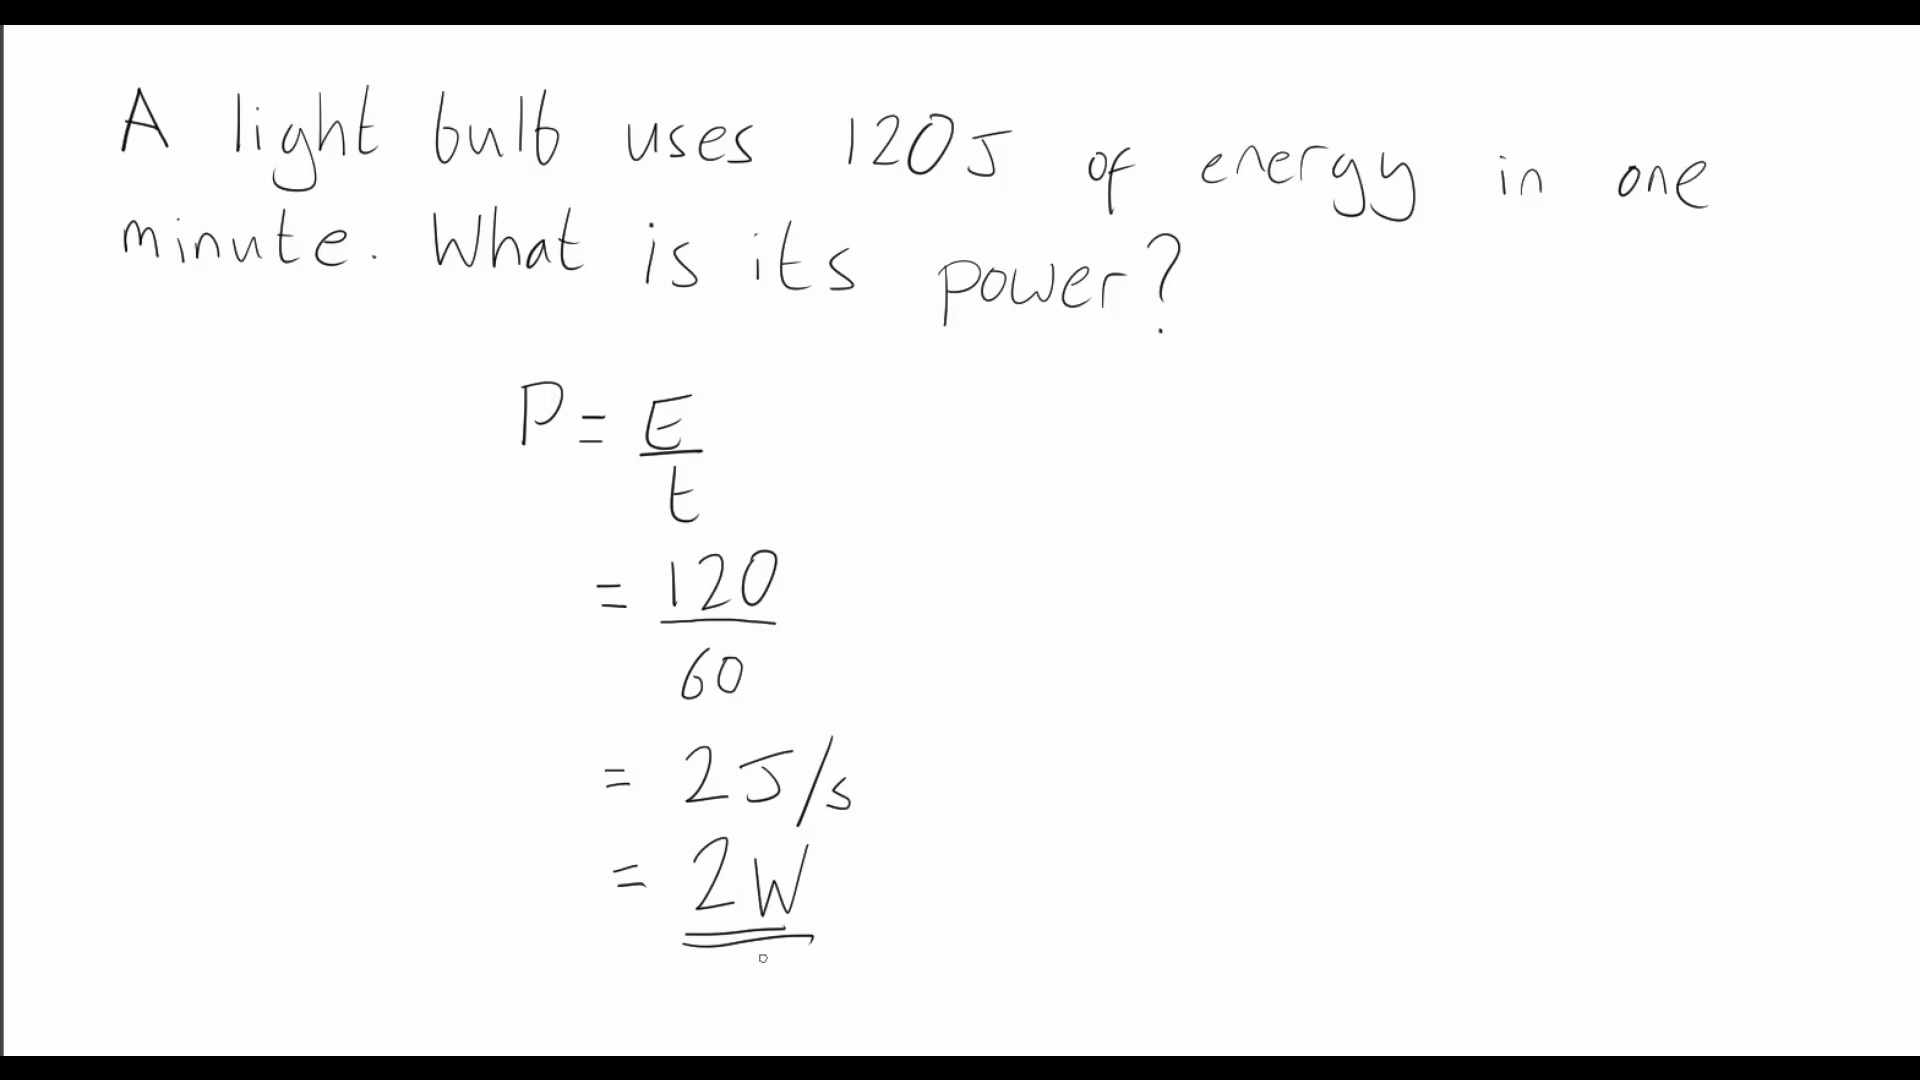 A light bulb uses 120J of energy in one
minute. What is its power?
P = E
t
= 120
60
= 2J/s
= 2W